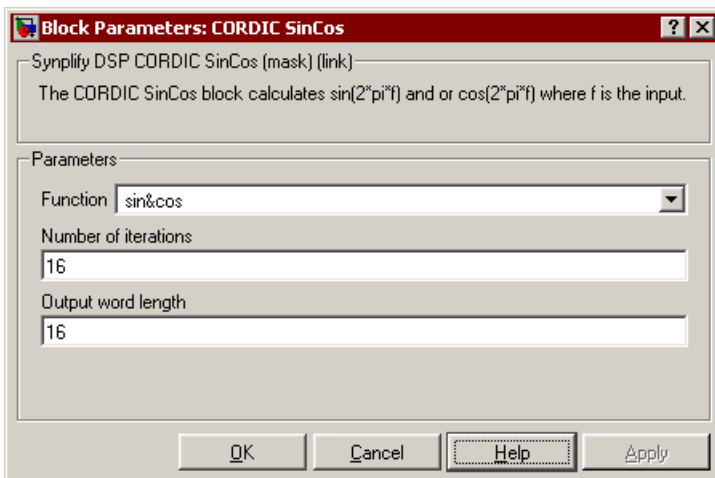 Block Parameters: CORDIC SinCos
Synplify DSP CORDIC SinCos (mask) (link)
The CORDIC SinCos block calculates sin(2*pi*f) and or cos(2*pi*f) where f is the input.
Parameters
Function sin&cos
Number of iterations
16
Output word length
16
OK Cancel Help Apply